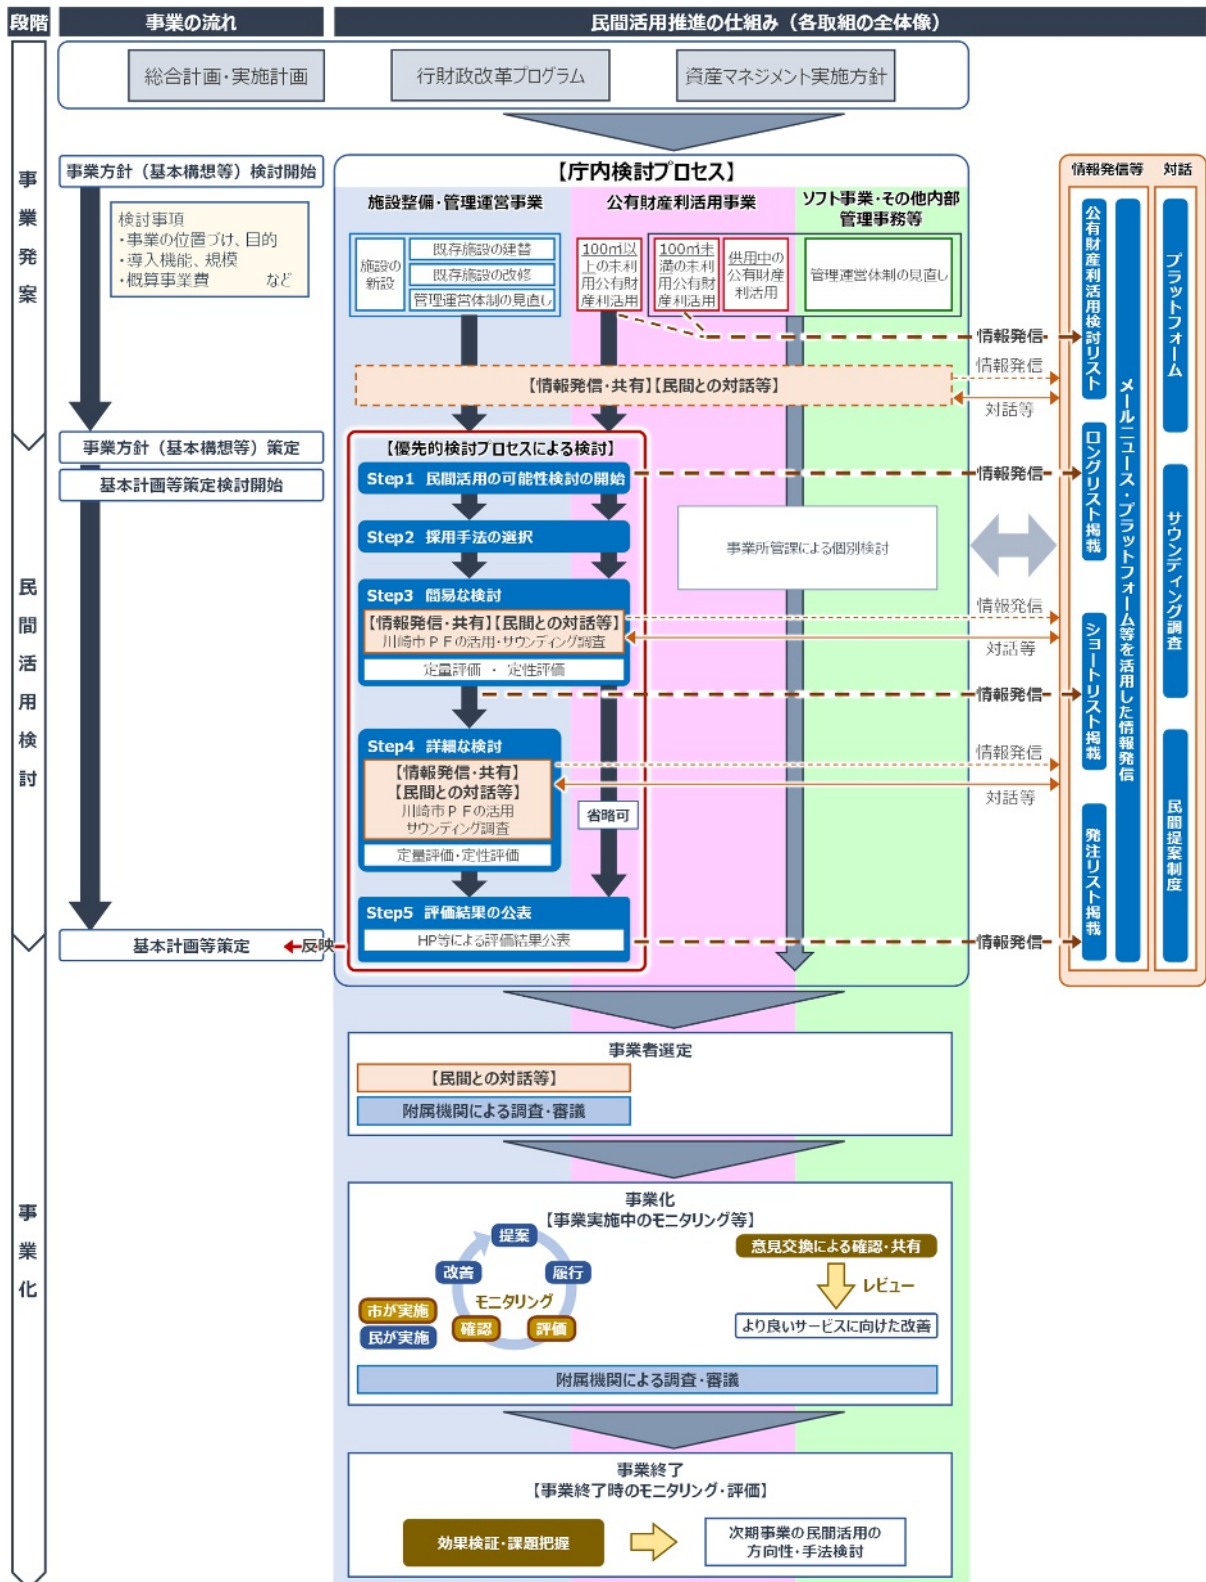 段階
事業の流れ
民間活用推進の仕組み（各取組の全体像）
総合計画・実施計画
行財政改革プログラム
資産マネジメント実施方針
事業発案
事業方針（基本構想等）検討開始
検討事項
・事業の位置づけ、目的
・導入機能、規模
・概算事業費　　　など
【庁内検討プロセス】
施設整備・管理運営事業
公有財産利活用事業
ソフト事業・その他内部
管理事務等
施設の
新設
既存施設の建替
既存施設の改修
管理運営体制の見直し
100㎡以
上の未利
用公有財
産利活用
100㎡未
満の未利
用公有財
産利活用
供用中の
公有財産
利活用
管理運営体制の見直し
情報発信
情報発信
対話等
【情報発信・共有】【民間との対話等】
情報発信等
対話
公有財産利活用検討リスト
ロングリスト掲載
ショートリスト掲載
発注リスト掲載
メールニュース・プラットフォーム等を活用した情報発信
プラットフォーム
サウンディング調査
民間提案制度
民間活用検討
事業方針（基本構想等）策定
基本計画等策定検討開始
【優先的検討プロセスによる検討】
Step1 民間活用の可能性検討の開始
情報発信
Step2 採用手法の選択
事業所管課による個別検討
Step3 簡易な検討
【情報発信・共有】【民間との対話等】
川崎市ＰＦの活用・サウンディング調査
定量評価 ・ 定性評価
情報発信
対話等
情報発信
Step4 詳細な検討
【情報発信・共有】
【民間との対話等】
川崎市ＰＦの活用
サウンディング調査
定量評価・定性評価
情報発信
対話等
省略可
Step5 評価結果の公表
HP等による評価結果公表
情報発信
基本計画等策定
反映
事業化
事業者選定
【民間との対話等】
附属機関による調査・審議
事業化
【事業実施中のモニタリング等】
提案
改善
履行
モニタリング
確認
評価
市が実施
民が実施
意見交換による確認・共有
レビュー
より良いサービスに向けた改善
附属機関による調査・審議
事業終了
【事業終了時のモニタリング・評価】
効果検証・課題把握
次期事業の民間活用の
方向性・手法検討